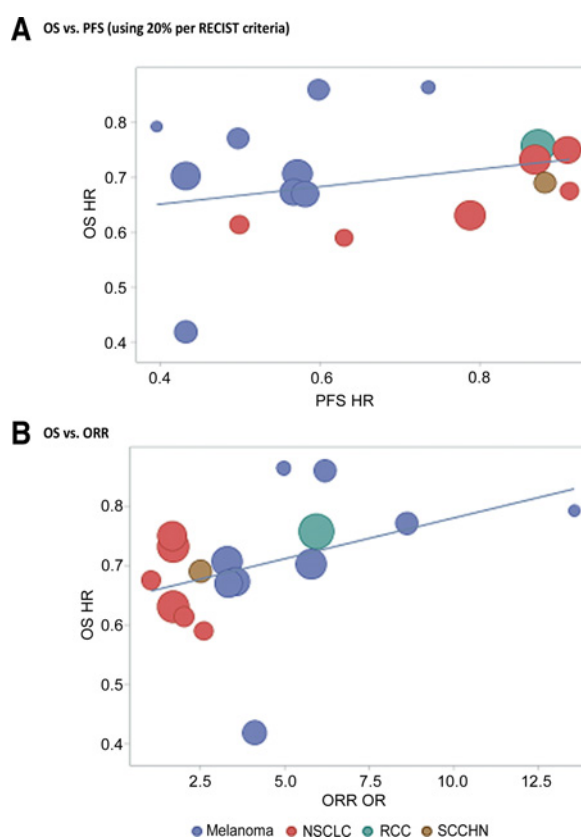 A OS vs. PFS (using 20% per RECIST criteria)
0.8
0.7
0.6
0.5
0.4
OS HR
0.4 0.6 0.8
PFS HR
B OS vs. ORR
0.8
0.7
0.6
0.5
0.4
OS HR
2.5 5.0 7.5 10.0 12.5
ORR OR
Melanoma NSCLC RCC SCCHN